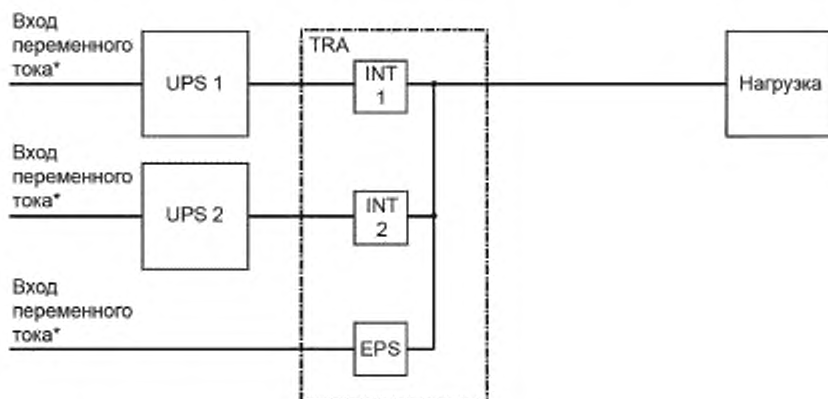 Вход
переменного
тока*
UPS 1
TRA
INT
1
Нагрузка
Вход
переменного
тока*
UPS 2
INT
2
Вход
переменного
тока*
EPS